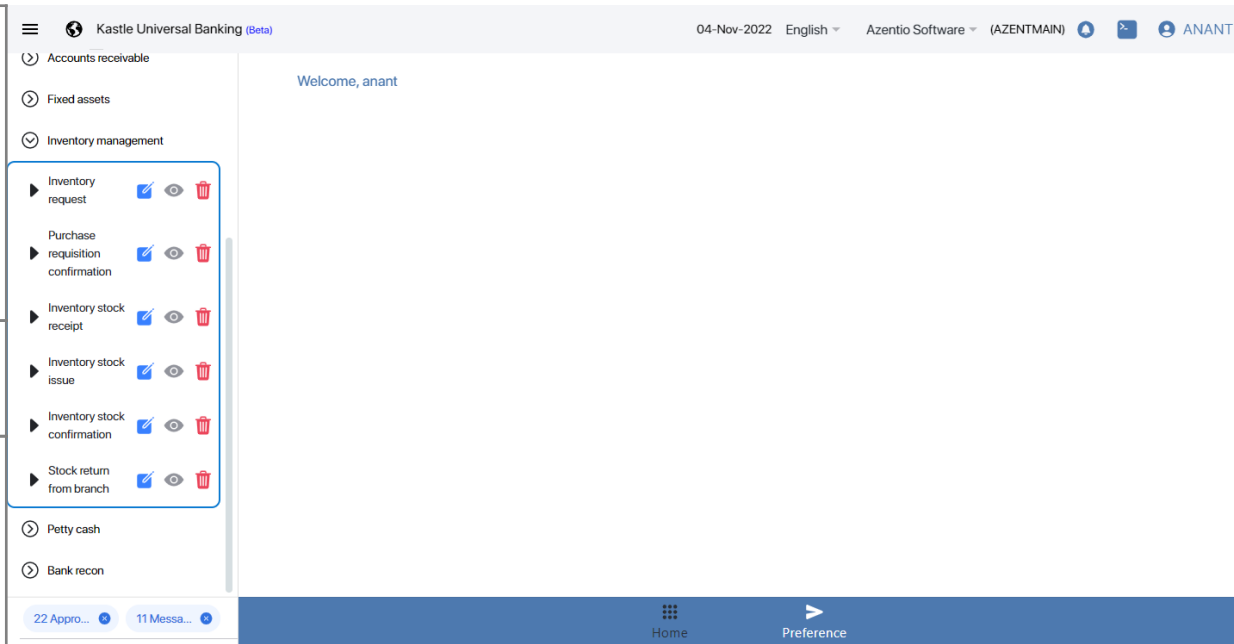 Kastle Universal Banking (Beta)
04-Nov-2022 English Azentio Software (AZENTMAIN) ANANT
Accounts receivable
Welcome, anant
Fixed assets
Inventory management
Inventory
request
Purchase
requisition
confirmation
Inventory stock
receipt
Inventory stock
issue
Inventory stock
confirmation
Stock return
from branch
Petty cash
Bank recon
22 Appro...
11 Messa...
Home
Preference